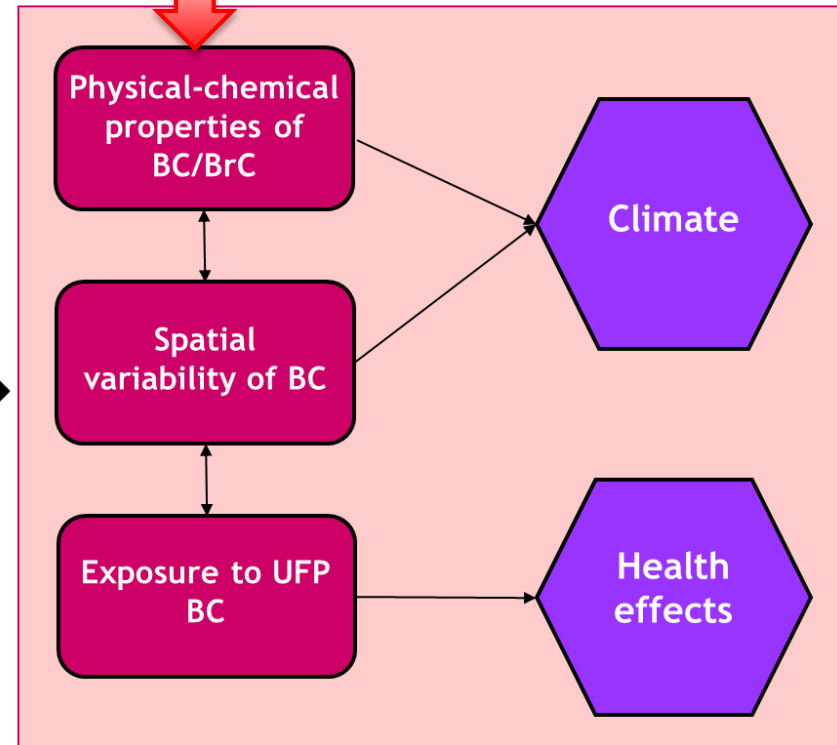 Physical-chemical
properties of
BC/BrC
Climate
Spatial
variability of BC
Exposure to UFP
BC
Health
effects